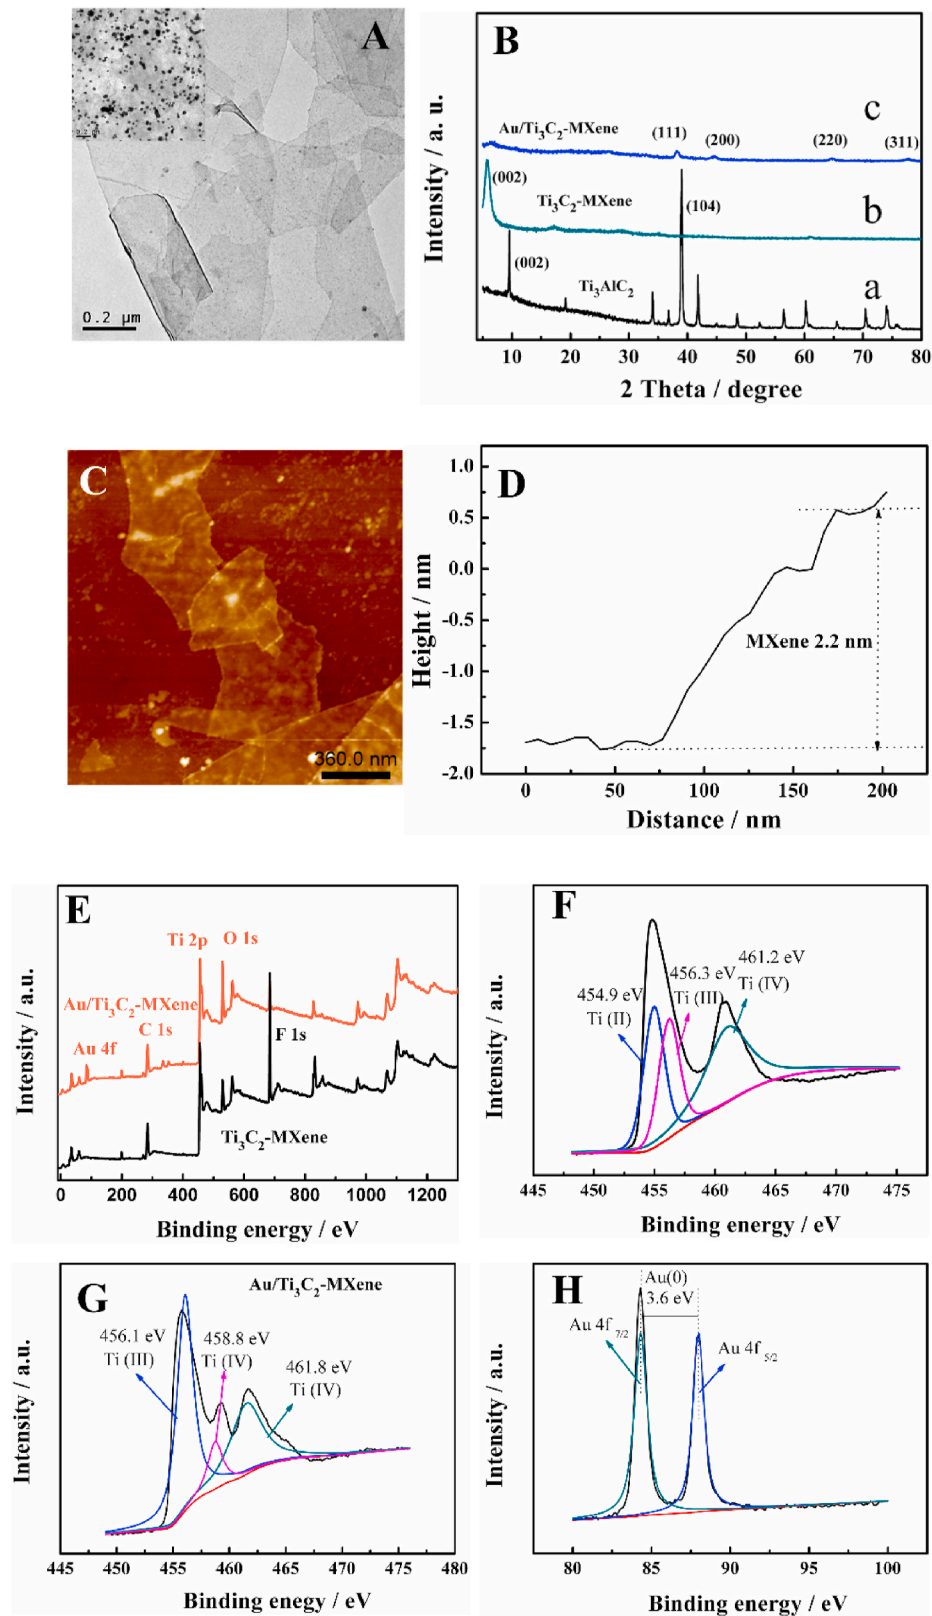 A
0.2 μm
B
Intensity / a. u.
c
Au/Ti3C2-MXene
(111)
(200)
(220)
(311)
(002)
Ti3C2-MXene
(104)
b
(002)
Ti3AlC2
a
10 20 30 40 50 60 70 80
2 Theta / degree
C
360.0 nm
D
Height / nm
1.0
0.5
0.0
-0.5
-1.0
-1.5
-2.0
MXene 2.2 nm
0 50 100 150 200
Distance / nm
E
Intensity / a.u.
Ti 2p
O 1s
Au/Ti3C2-MXene
C 1s
Au 4f
F 1s
Ti3C2-MXene
0 200 400 600 800 1000 1200
Binding energy / eV
F
Intensity / a.u.
454.9 eV
Ti (II)
456.3 eV
Ti (III)
461.2 eV
Ti (IV)
445 450 455 460 465 470 475
Binding energy / eV
G
Au/Ti3C2-MXene
Intensity / a.u.
456.1 eV
Ti (III)
458.8 eV
Ti (IV)
461.8 eV
Ti (IV)
445 450 455 460 465 470 475 480
Binding enegy / eV
H
Intensity / a.u.
Au(0)
3.6 eV
Au 4f 7/2
Au 4f 5/2
80 85 90 95 100
Binding energy / eV